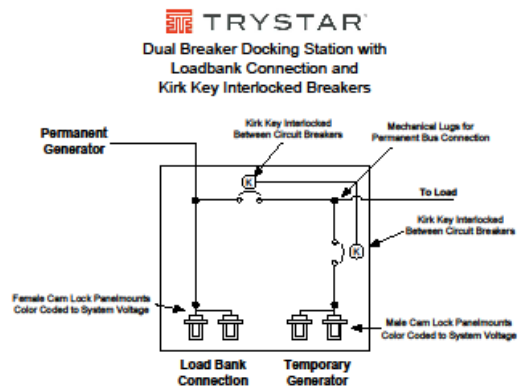 TRYSTAR
Dual Breaker Docking Station with
Loadbank Connection and
Kirk Key Interlocked Breakers
Kirk Key Interlocked
Between Circuit Breakers
Mechanical Lugs for
Permanent Bus Connection
Permanent
Generator
K
To Load
Kirk Key Interlocked
Between Circuit Breakers
K
Female Cam Lock Panelmounts
Color Coded to System Voltage
Male Cam Lock Panelmounts
Color Coded to System Voltage
Load Bank
Connection
Temporary
Generator